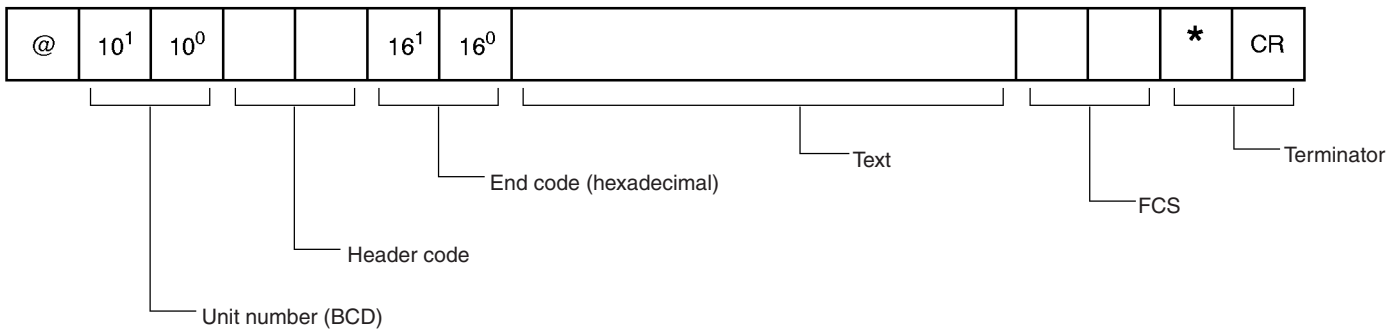 @ 10¹ 10⁰ 16¹ 16⁰ * CR
Text
Terminator
End code (hexadecimal)
FCS
Header code
Unit number (BCD)